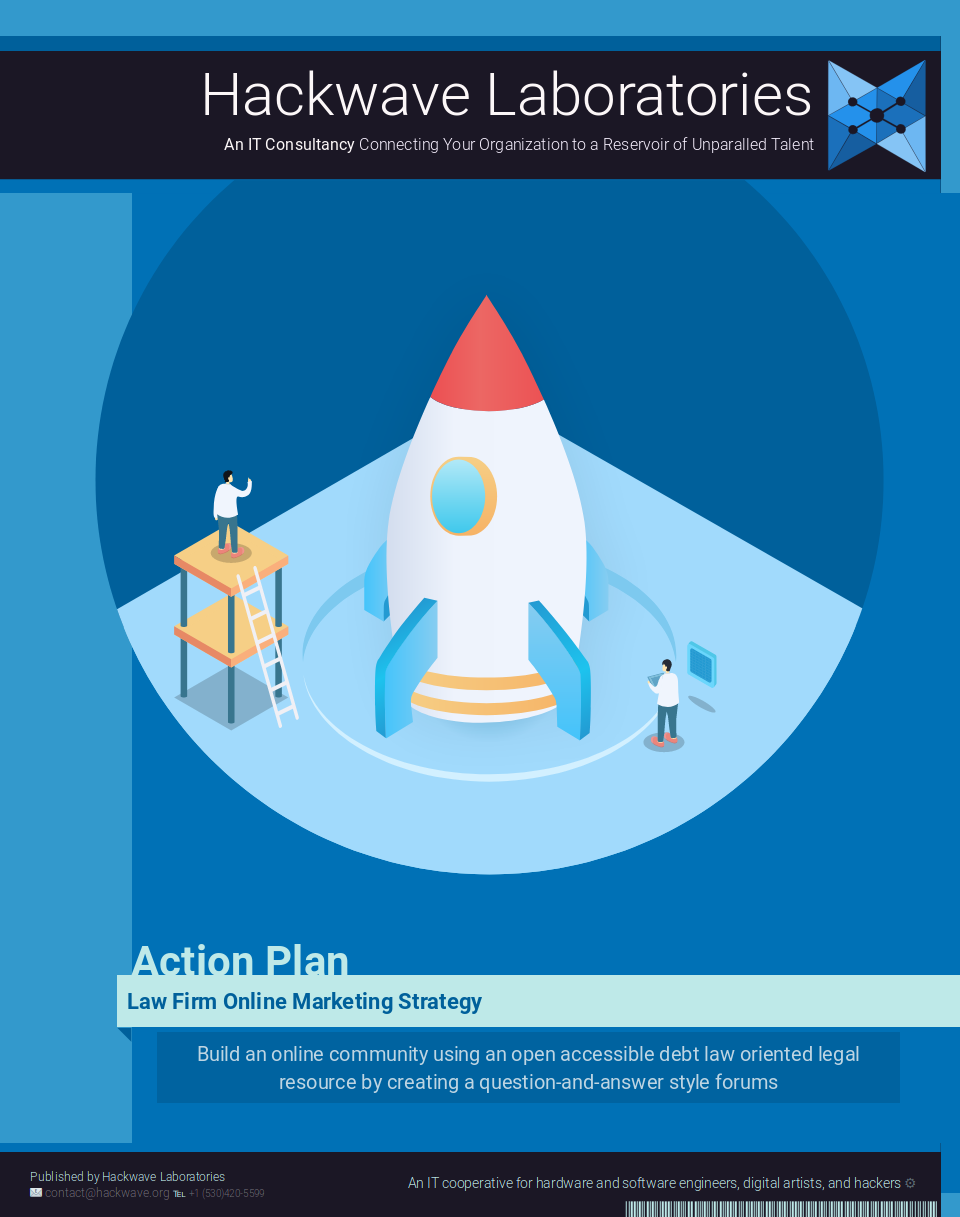 Hackwave Laboratories
An IT Consultancy Connecting Your Organization to a Reservoir of Unparalled Talent
Action Plan
Law Firm Online Marketing Strategy
Build an online community using an open accessible debt law oriented legal
resource by creating a question-and-answer style forums
Published by Hackwave Laboratories
contact@hackwave.org TEL +1 (530)420-5599
An IT cooperative for hardware and software engineers, digital artists, and hackers